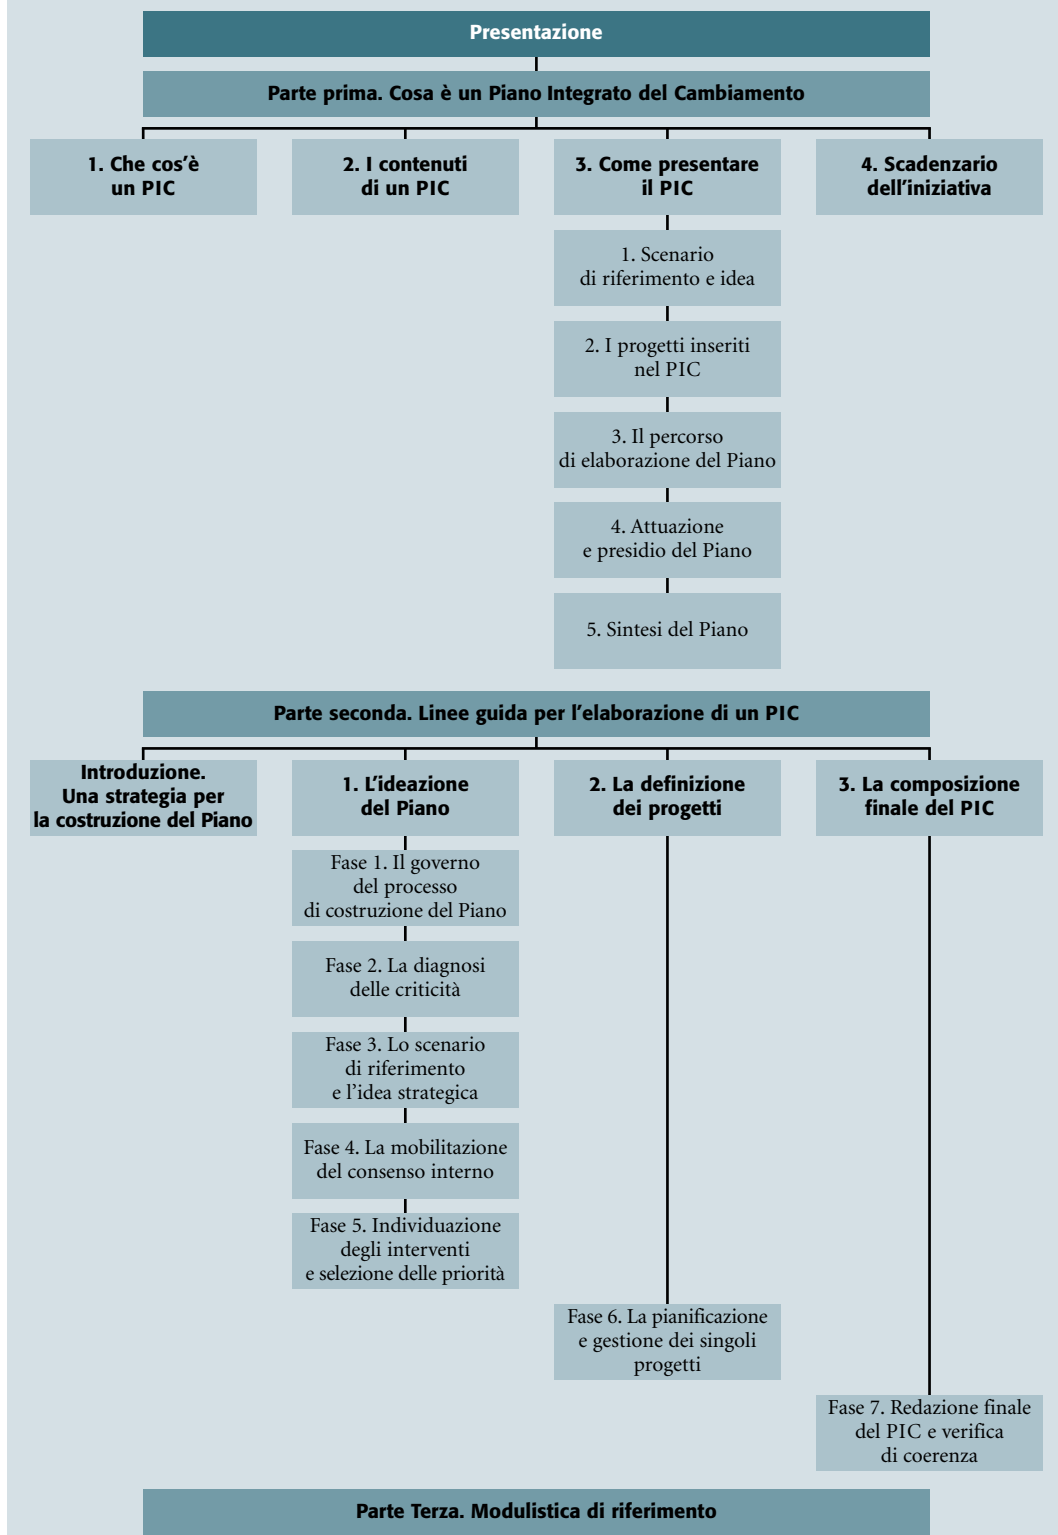 Presentazione
Parte prima. Cosa è un Piano Integrato del Cambiamento
1. Che cos'è
un PIC
2. I contenuti
di un PIC
3. Come presentare
il PIC
4. Scadenzario
dell'iniziativa
1. Scenario
di riferimento e idea
2. I progetti inseriti
nel PIC
3. Il percorso
di elaborazione del Piano
4. Attuazione
e presidio del Piano
5. Sintesi del Piano
Parte seconda. Linee guida per l'elaborazione di un PIC
Introduzione.
Una strategia per
la costruzione del Piano
1. L'ideazione
del Piano
2. La definizione
dei progetti
3. La composizione
finale del PIC
Fase 1. Il governo
del processo
di costruzione del Piano
Fase 2. La diagnosi
delle criticità
Fase 3. Lo scenario
di riferimento
e l'idea strategica
Fase 4. La mobilitazione
del consenso interno
Fase 5. Individuazione
degli interventi
e selezione delle priorità
Fase 6. La pianificazione
e gestione dei singoli
progetti
Fase 7. Redazione finale
del PIC e verifica
di coerenza
Parte Terza. Modulistica di riferimento